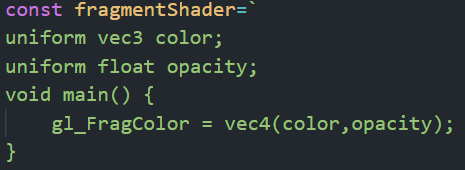 const fragmentShader=`
uniform vec3 color;
uniform float opacity;
void main() {
    gl_FragColor = vec4(color,opacity);
}